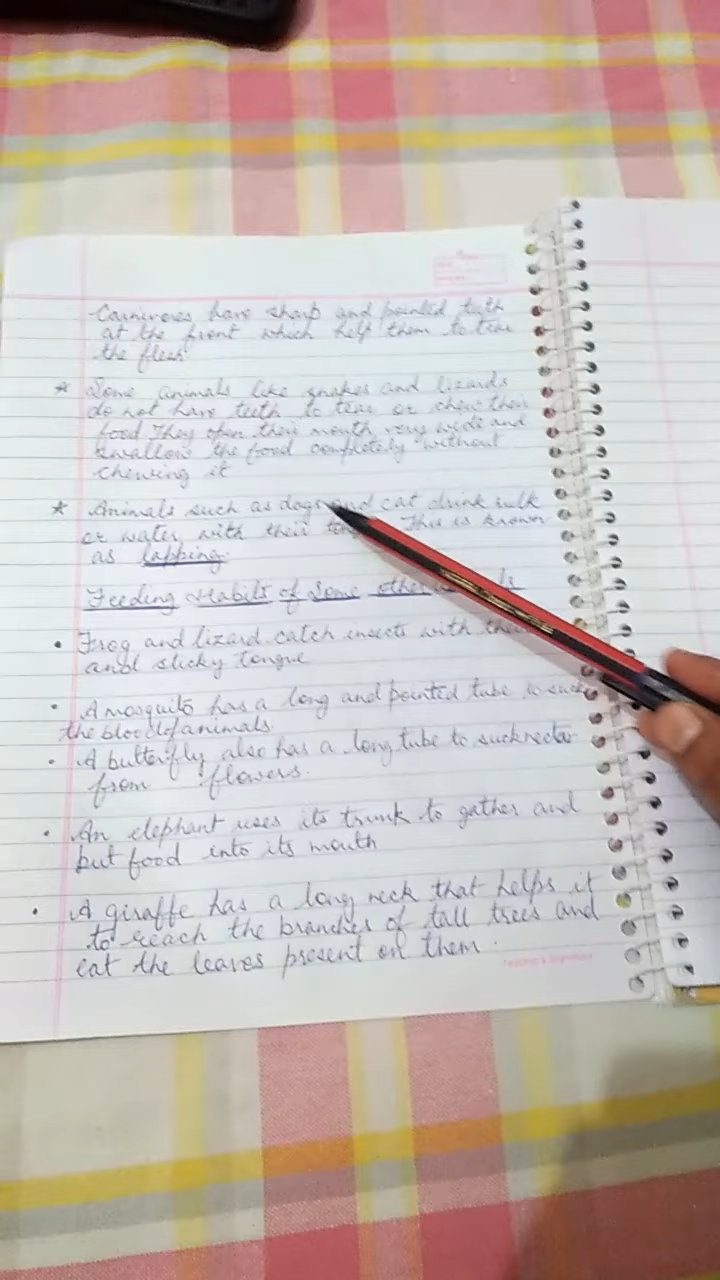 Carnivores have sharp and pointed teeth
at the front which help them to tear
the flesh
* Some animals like snakes and lizards
do not have teeth to tear or chew their
food They open their mouth very wide and
swallow the food completely without
chewing it
* Animals such as dogs and cat drink milk
or water with their This is known
as lapping.
Feeding Habits of Some other
• Frog and lizard catch insects with
and sticky tongue
• A mosquito has a long and pointed tube to suck
the blood of animals
• A butterfly also has a long tube to suck nectar
from flowers.
• An elephant uses its trunk to gather and
but food into its mouth
• A giraffe has a long neck that helps it
to reach the branches of tall trees and
eat the leaves present on them.
Teacher's Signature